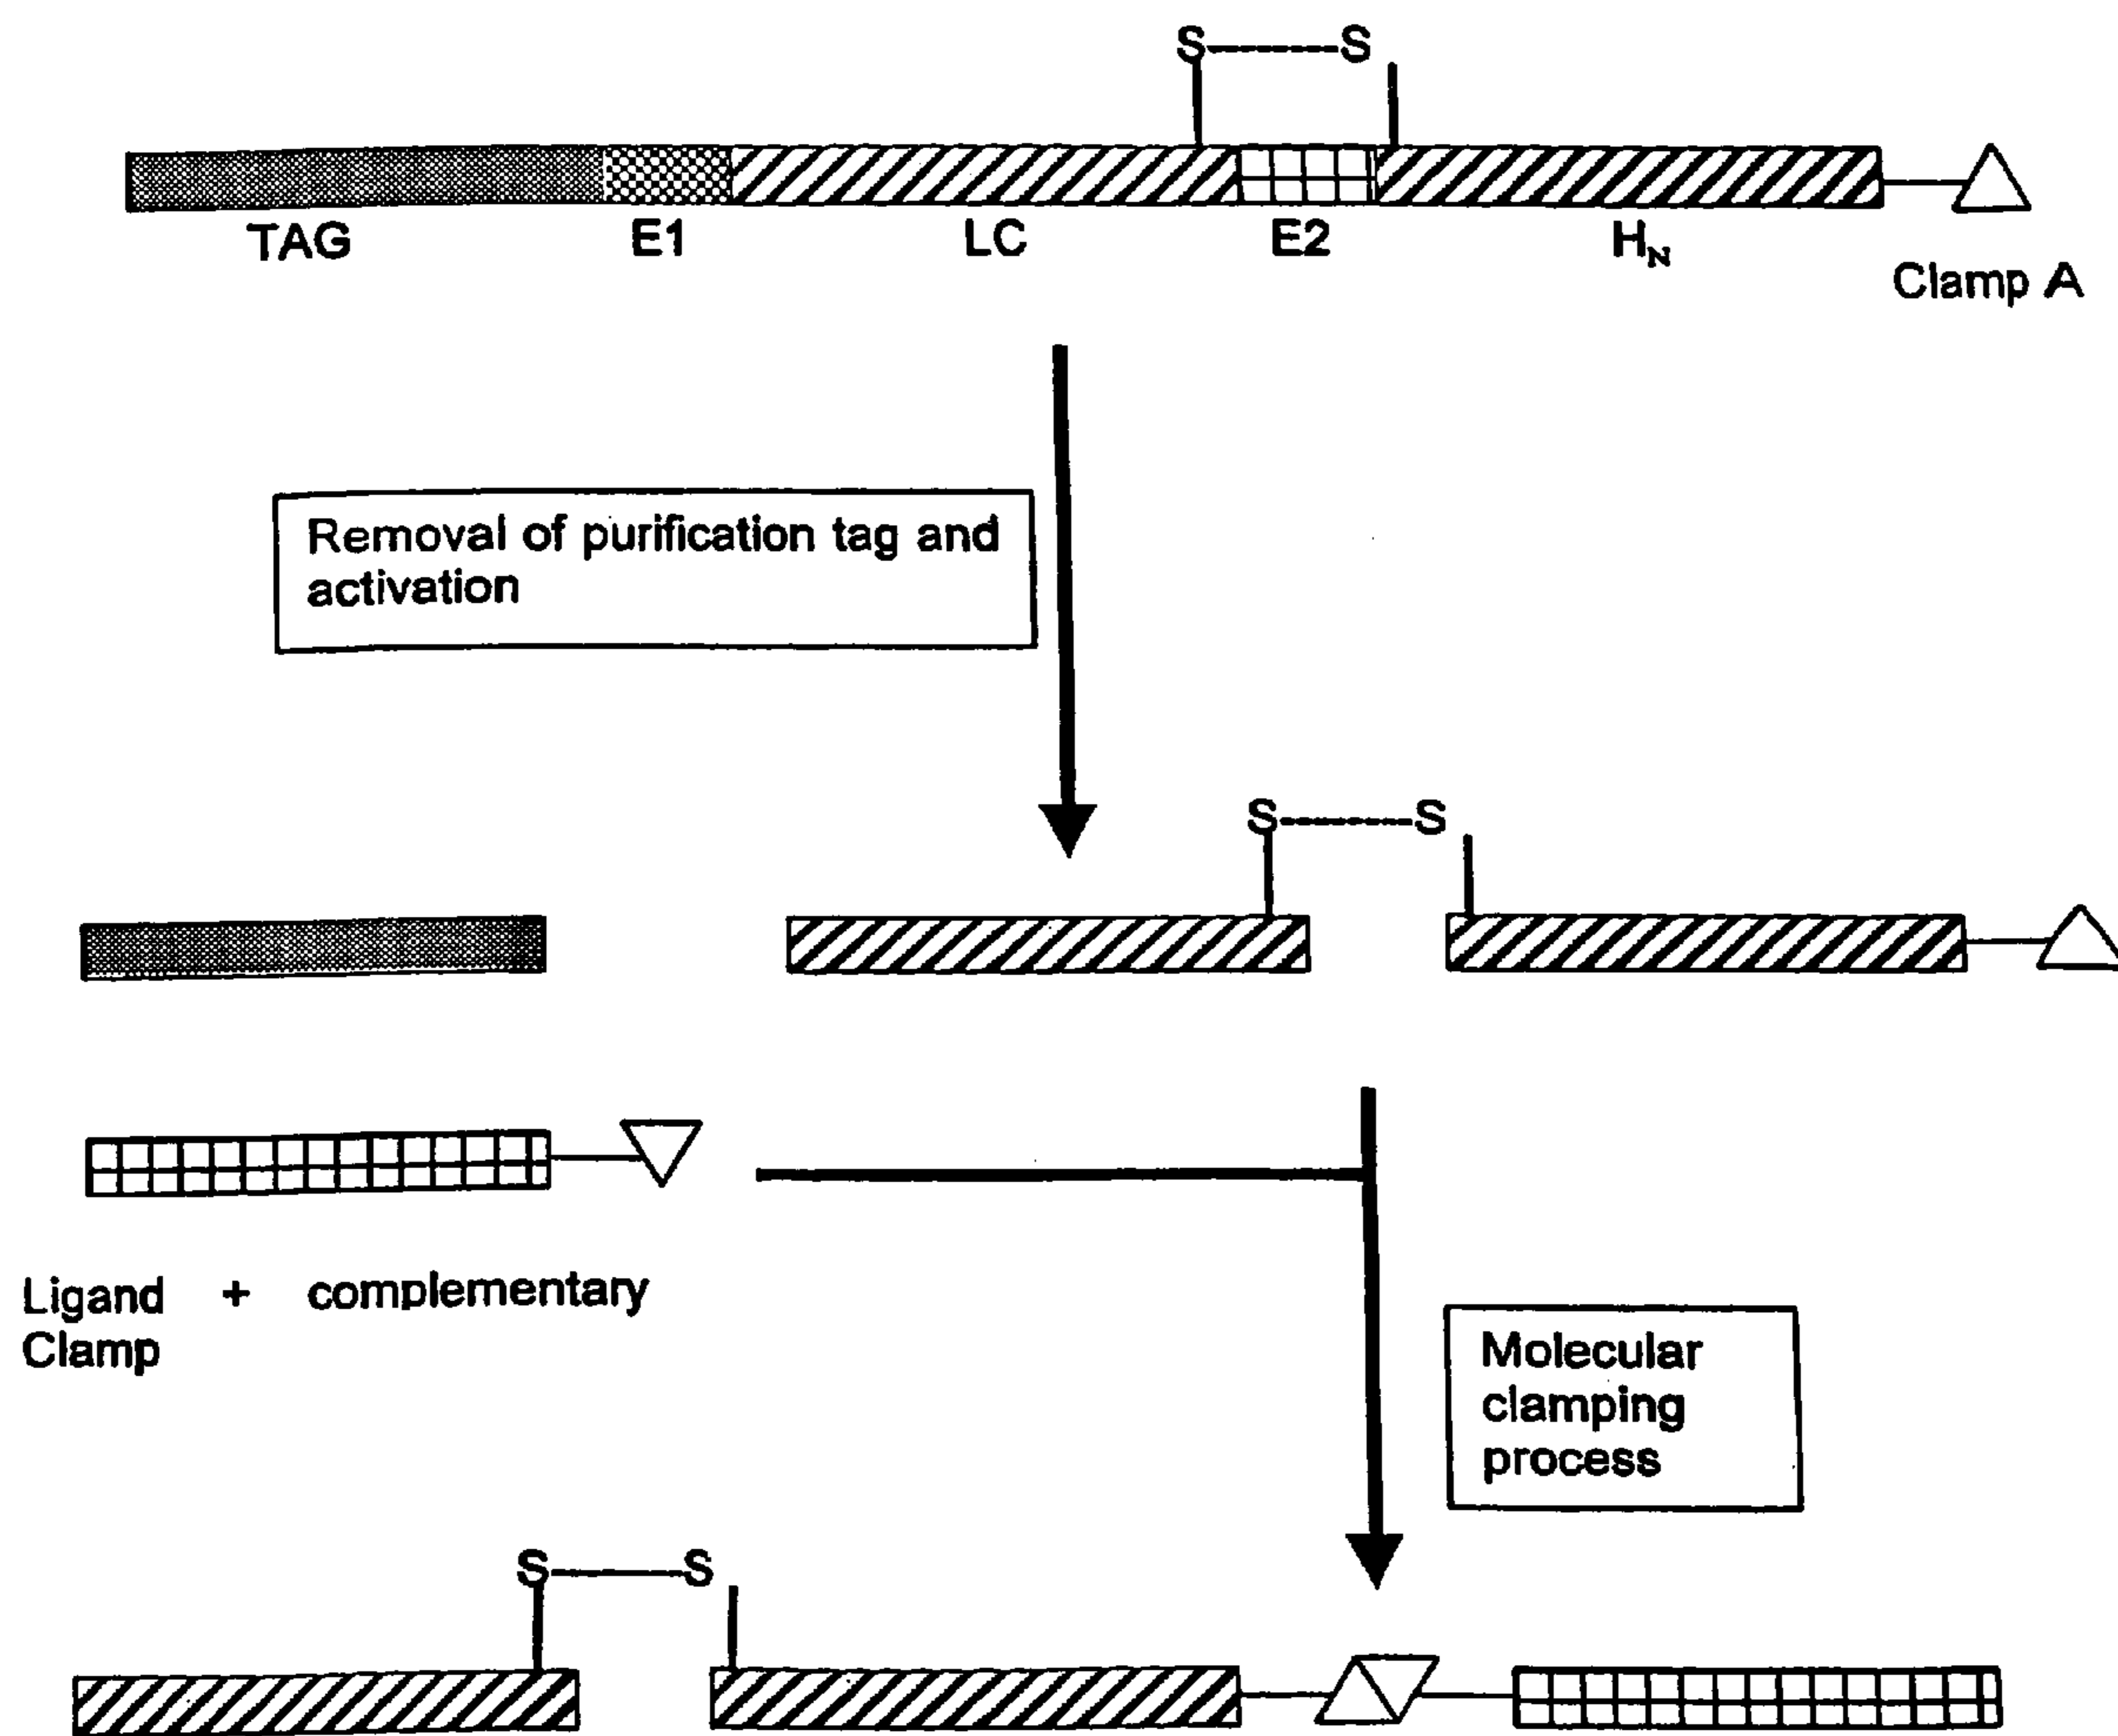 S S
TAG E1 LC E2 HN
Clamp A
Removal of purification tag and
activation
S S
Ligand + complementary
Clamp
Molecular
clamping
process
S S